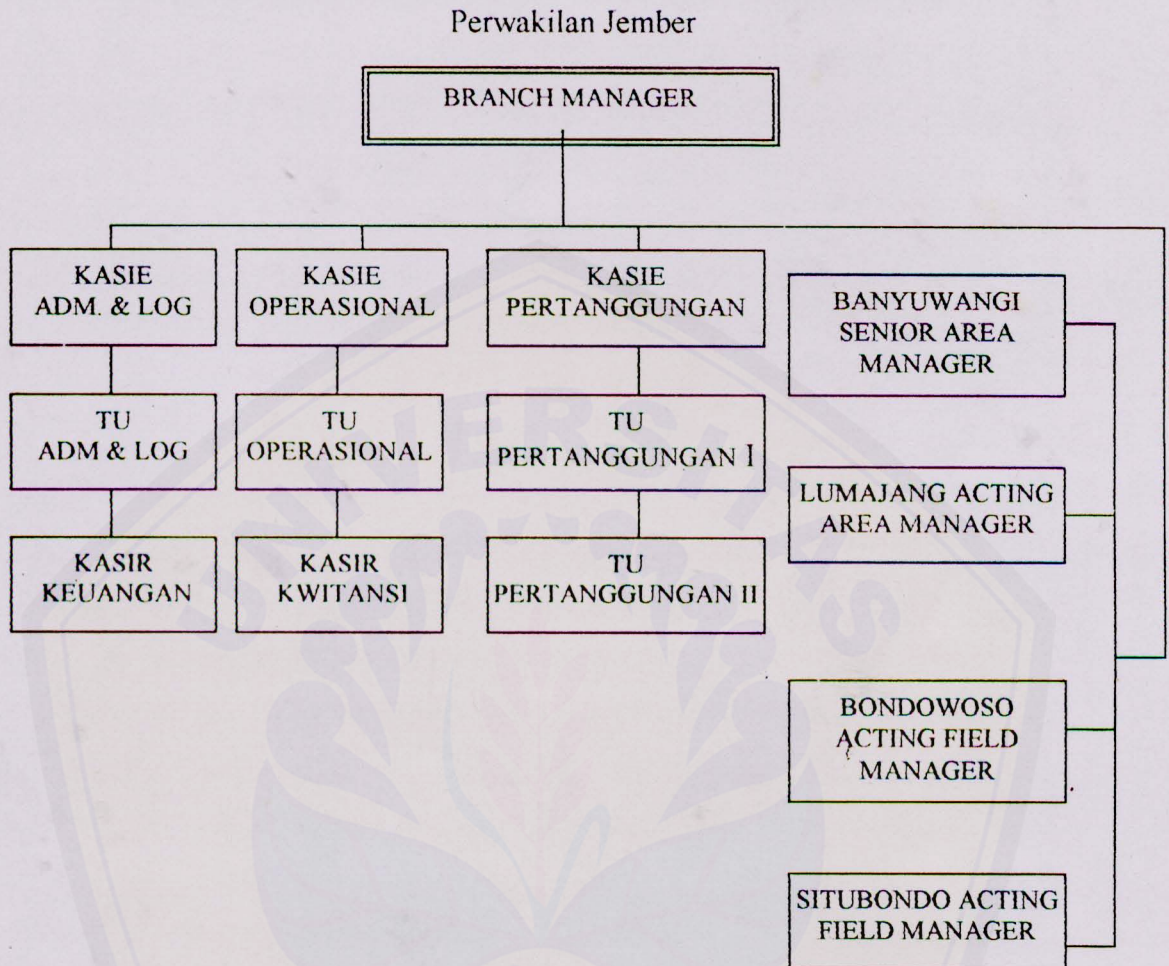 Perwakilan Jember
BRANCH MANAGER
KASIE
ADM. & LOG
KASIE
OPERASIONAL
KASIE
PERTANGGUNGAN
BANYUWANGI
SENIOR AREA
MANAGER
TU
ADM & LOG
TU
OPERASIONAL
TU
PERTANGGUNGAN I
LUMAJANG ACTING
AREA MANAGER
KASIR
KEUANGAN
KASIR
KWITANSI
TU
PERTANGGUNGAN II
BONDOWOSO
ACTING FIELD
MANAGER
SITUBONDO ACTING
FIELD MANAGER
UNIVERSITAS